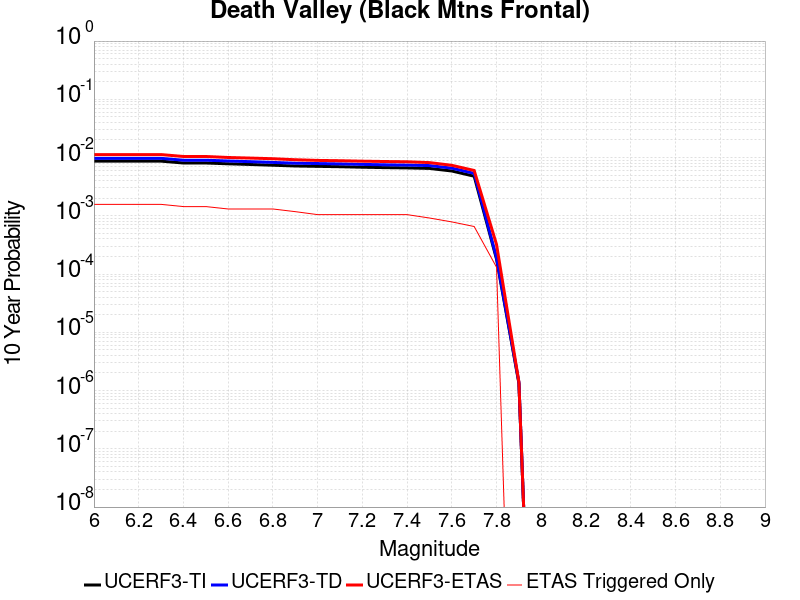 Death Valley (Black Mtns Frontal)
10 0
10 -1
10 -2
10 -3
10 -4
10 -5
10 -6
10 -7
10 -8
10 Year Probability
6 6.2 6.4 6.6 6.8 7 7.2 7.4 7.6 7.8 8 8.2 8.4 8.6 8.8 9
Magnitude
UCERF3-TI UCERF3-TD UCERF3-ETAS ETAS Triggered Only